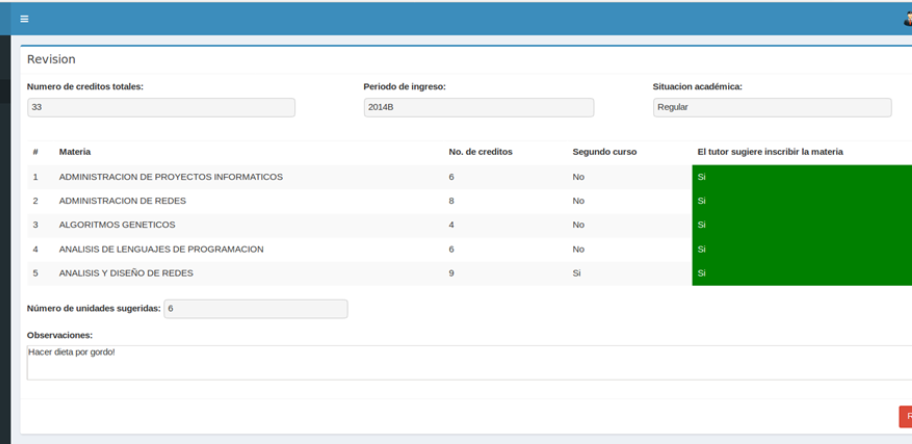 Revision
Numero de creditos totales: Periodo de ingreso: Situacion académica:
33 2014B Regular
# Materia No. de creditos Segundo curso El tutor sugiere inscribir la materia
1 ADMINISTRACION DE PROYECTOS INFORMATICOS 6 No Si
2 ADMINISTRACION DE REDES 8 No Si
3 ALGORITMOS GENETICOS 4 No Si
4 ANALISIS DE LENGUAJES DE PROGRAMACION 6 No Si
5 ANALISIS Y DISEÑO DE REDES 9 Si Si
Número de unidades sugeridas: 6
Observaciones:
Hacer dieta por gordo!